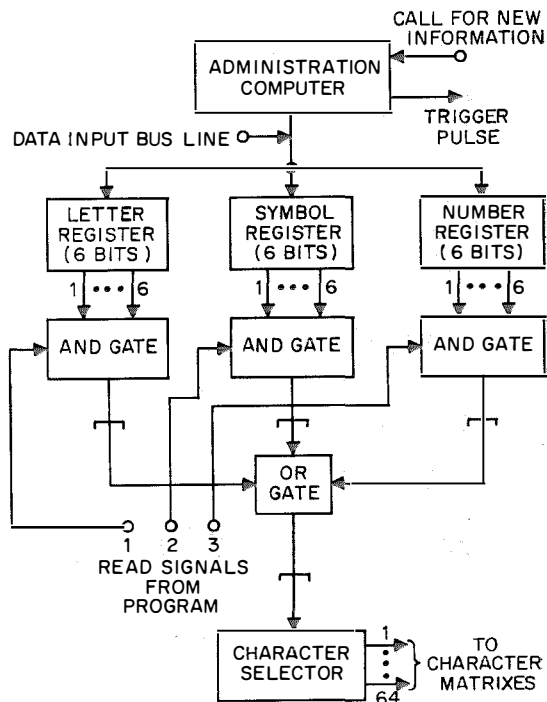 CALL FOR NEW
INFORMATION
ADMINISTRATION
COMPUTER
TRIGGER
PULSE
DATA INPUT BUS LINE
LETTER
REGISTER
(6 BITS)
SYMBOL
REGISTER
(6 BITS)
NUMBER
REGISTER
(6 BITS)
1 ••• 6
1 ••• 6
1 ••• 6
AND GATE
AND GATE
AND GATE
OR
GATE
1 2 3
READ SIGNALS
FROM
PROGRAM
CHARACTER
SELECTOR
1
64
TO
CHARACTER
MATRIXES